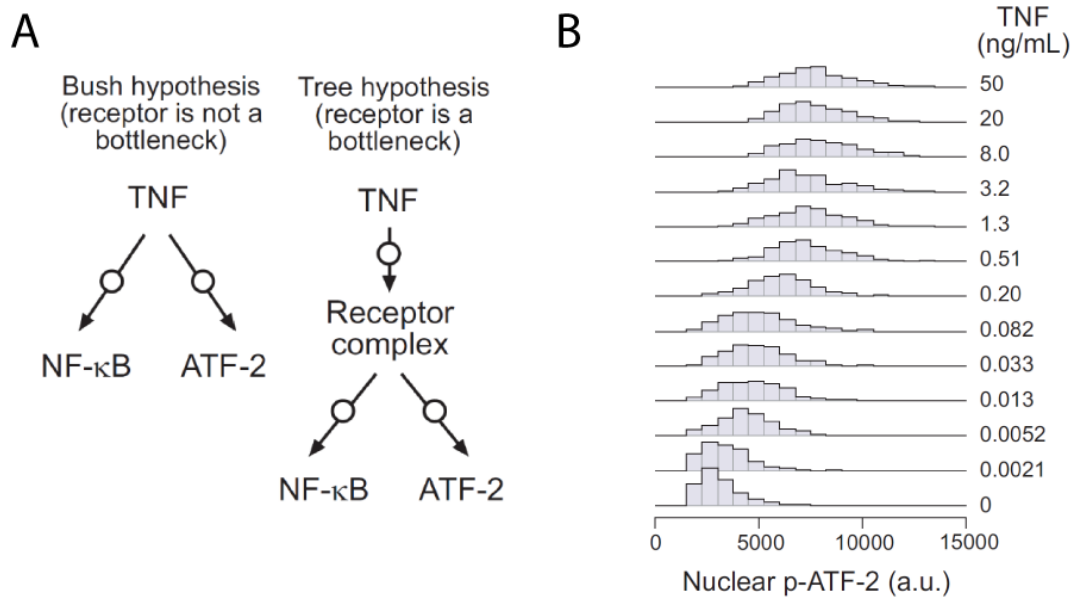 A
Bush hypothesis
(receptor is not a
bottleneck)
TNF
NF-κB
ATF-2
Tree hypothesis
(receptor is a
bottleneck)
TNF
Receptor
complex
NF-κB
ATF-2
B
TNF
(ng/mL)
50
20
8.0
3.2
1.3
0.51
0.20
0.082
0.033
0.013
0.0052
0.0021
0
0 5000 10000 15000
Nuclear p-ATF-2 (a.u.)